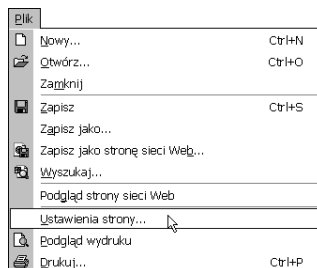 Plik
Nowy... Ctrl+N
Otwórz... Ctrl+O
Zamknij
Zapisz Ctrl+S
Zapisz jako...
Zapisz jako stronę sieci Web...
Wyszukaj...
Podgląd strony sieci Web
Ustawienia strony...
Podgląd wydruku
Drukuj... Ctrl+P